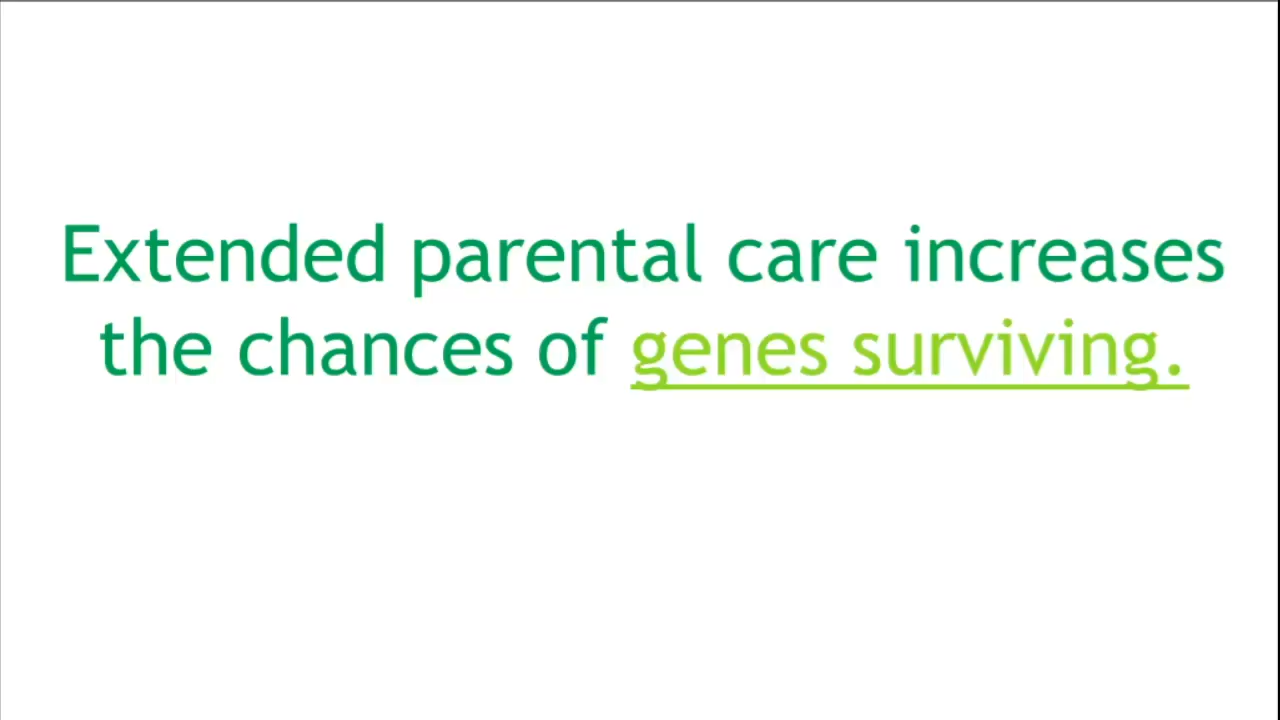 Extended parental care increases
the chances of genes surviving.